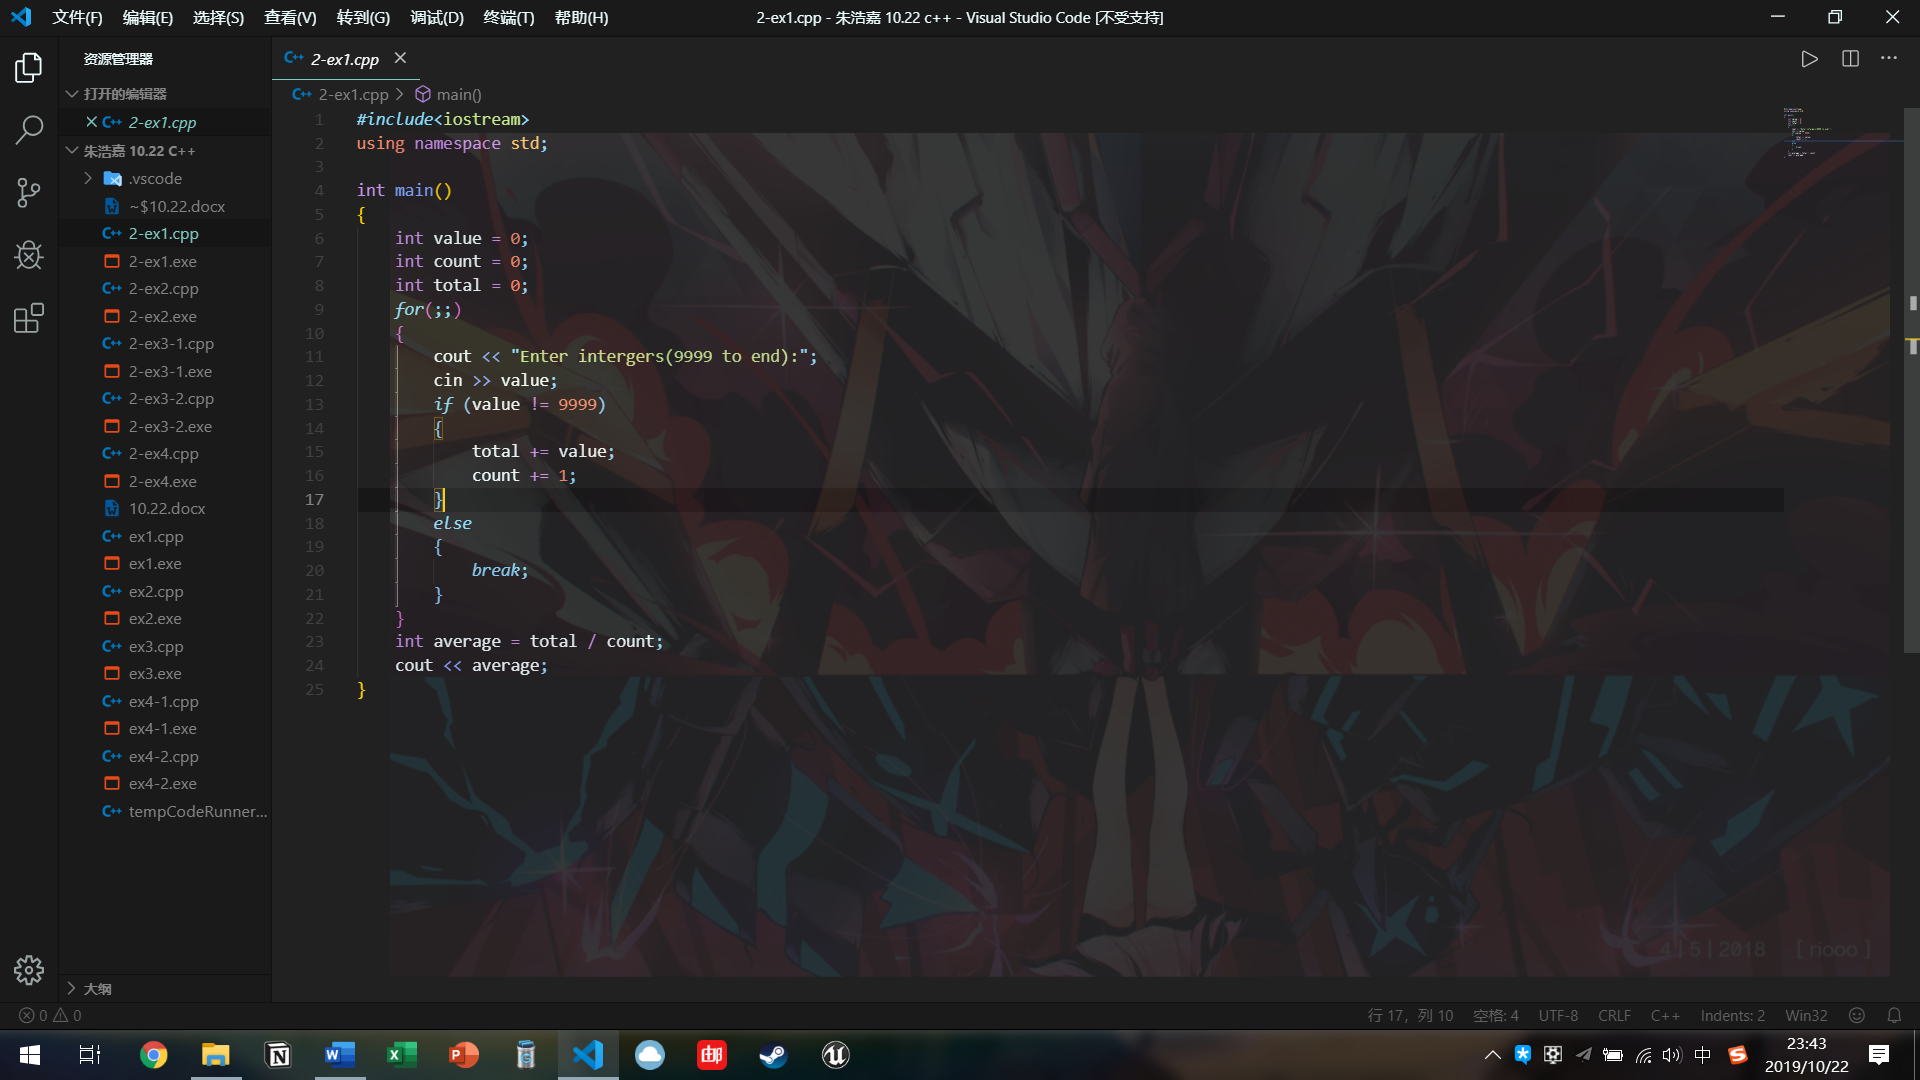 文件(F) 编辑(E) 选择(S) 查看(V) 转到(G) 调试(D) 终端(T) 帮助(H) 2-ex1.cpp - 朱浩嘉 10.22 c++ - Visual Studio Code [不受支持]
资源管理器
打开的编辑器
2-ex1.cpp
朱浩嘉 10.22 C++
.vscode
~$10.22.docx
2-ex1.cpp
2-ex1.exe
2-ex2.cpp
2-ex2.exe
2-ex3-1.cpp
2-ex3-1.exe
2-ex3-2.cpp
2-ex3-2.exe
2-ex4.cpp
2-ex4.exe
10.22.docx
ex1.cpp
ex1.exe
ex2.cpp
ex2.exe
ex3.cpp
ex3.exe
ex4-1.cpp
ex4-1.exe
ex4-2.cpp
ex4-2.exe
tempCodeRunner...
大纲
2-ex1.cpp
2-ex1.cpp > main()
1 #include<iostream>
2 using namespace std;
3
4 int main()
5 {
6 int value = 0;
7 int count = 0;
8 int total = 0;
9 for(;;)
10 {
11 cout << "Enter intergers(9999 to end):";
12 cin >> value;
13 if (value != 9999)
14 {
15 total += value;
16 count += 1;
17 }
18 else
19 {
20 break;
21 }
22 }
23 int average = total / count;
24 cout << average;
25 }
4 | 5 | 2018 [ riooo ]
0 0 行 17，列 10 空格: 4 UTF-8 CRLF C++ Indents: 2 Win32
中 23:43
2019/10/22